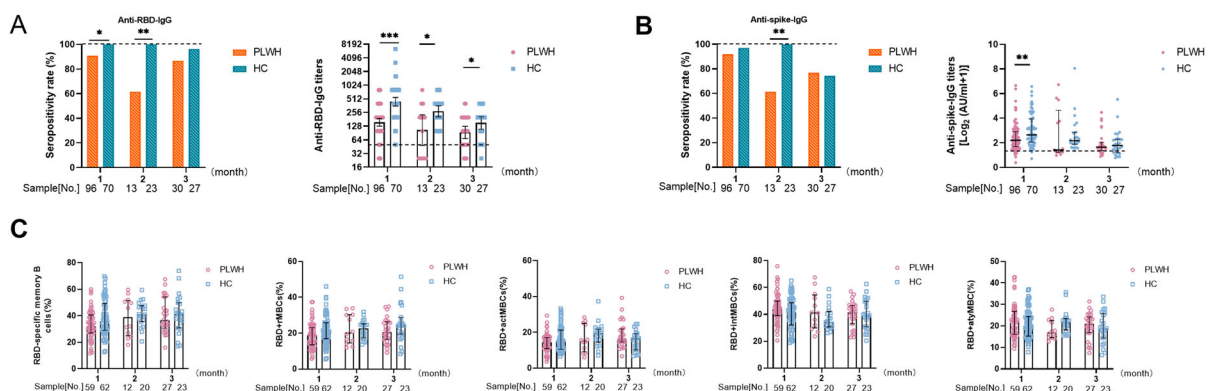 A
Anti-RBD-IgG
Seropositivity rate (%)
100
80
60
40
20
0
* **
PLWH
HC
1 2 3 (month)
Sample[No.] 96 70 13 23 30 27
Anti-RBD-IgG titers
8192
4096
2048
1024
512
256
128
64
32
16
*** * *
PLWH
HC
1 2 3 (month)
Sample[No.] 96 70 13 23 30 27
B
Anti-spike-IgG
Seropositivity rate (%)
100
80
60
40
20
0
**
PLWH
HC
1 2 3 (month)
Sample[No.] 96 70 13 23 30 27
Anti-spike-IgG titers
[Log2 (AU/ml+1)]
10
8
6
4
2
0
**
PLWH
HC
1 2 3 (month)
Sample[No.] 96 70 13 23 30 27
C
RBD-specific memory B
cells (%)
80
60
40
20
0
PLWH
HC
1 2 3 (month)
Sample[No.] 59 62 12 20 27 23
RBD+rMBCs(%)
60
40
20
0
PLWH
HC
1 2 3 (month)
Sample[No.] 59 62 12 20 27 23
RBD+actMBCs(%)
60
40
20
0
PLWH
HC
1 2 3 (month)
Sample[No.] 59 62 12 20 27 23
RBD+intMBCs(%)
100
80
60
40
20
0
PLWH
HC
1 2 3 (month)
Sample[No.] 59 62 12 20 27 23
RBD+atyMBC(%)
50
40
30
20
10
0
PLWH
HC
1 2 3 (month)
Sample[No.] 59 62 12 20 27 23